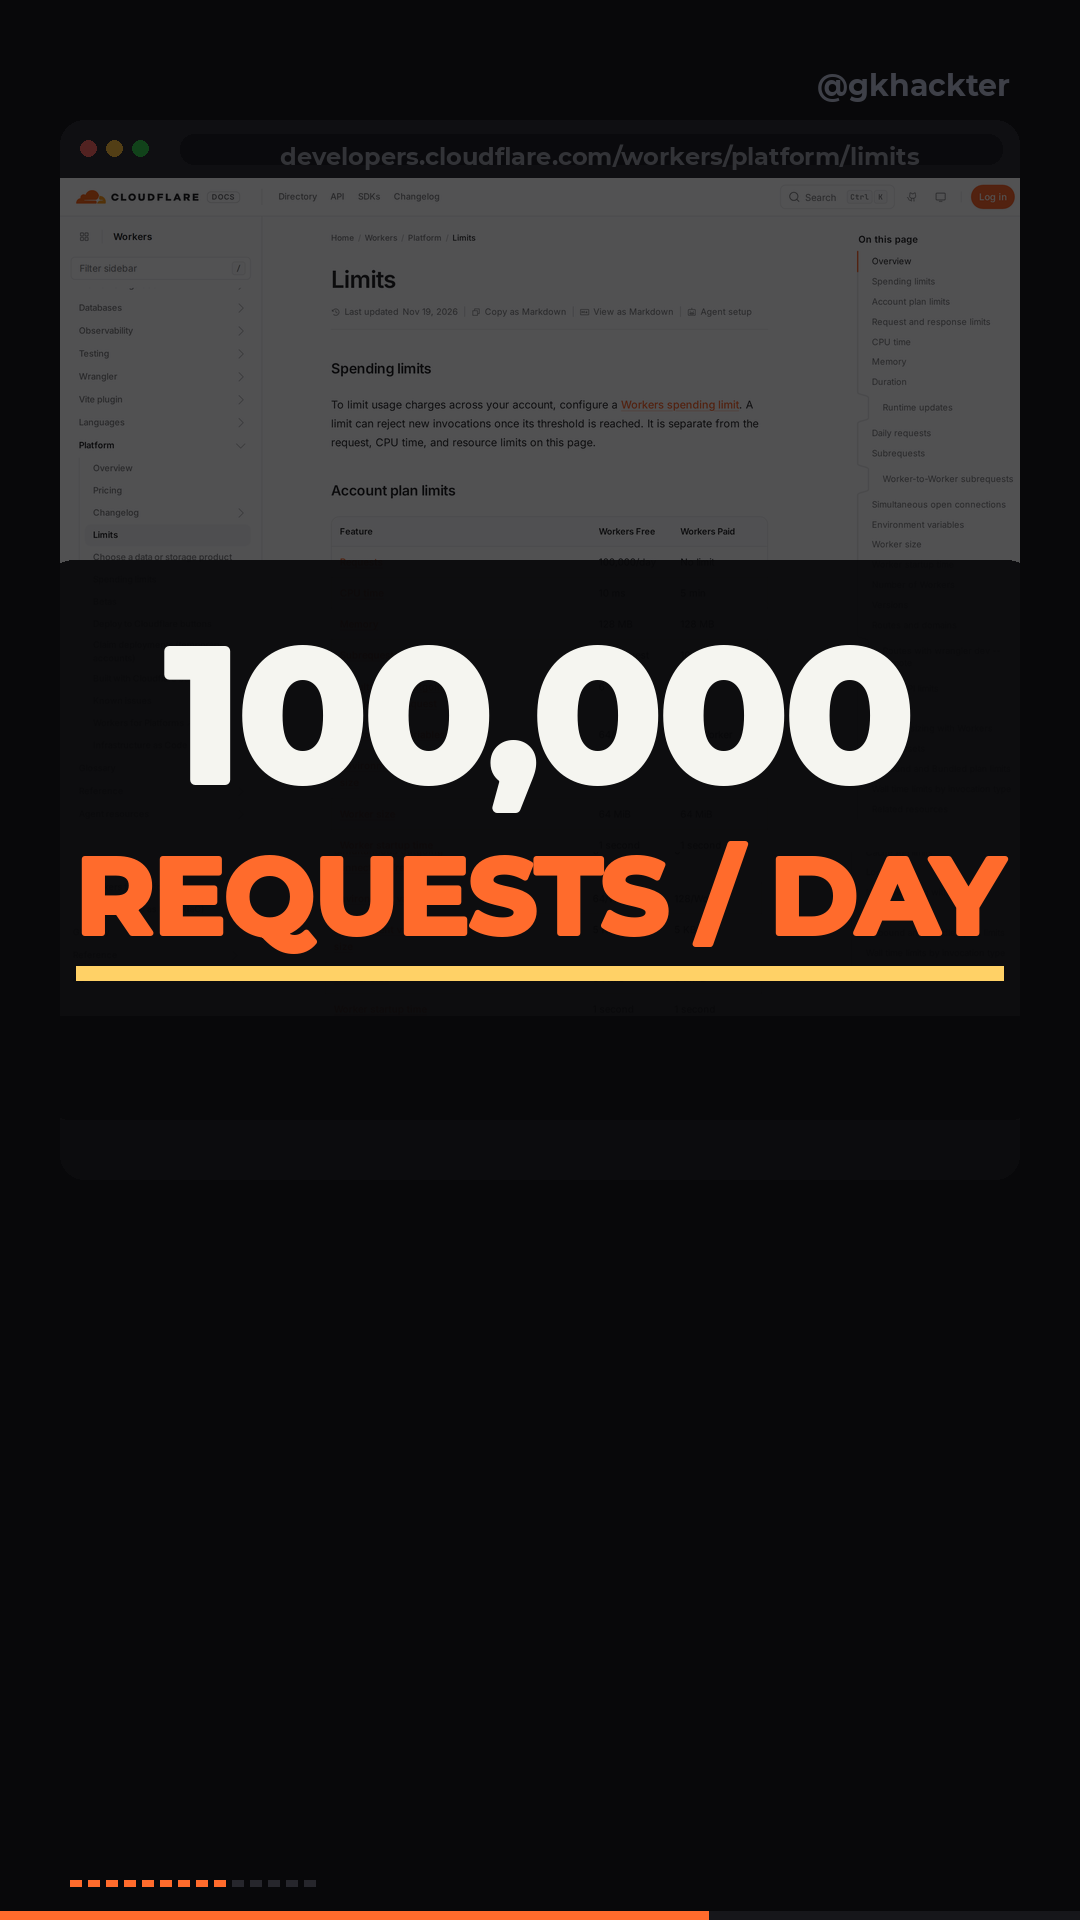 @gkhackter
developers.cloudflare.com/workers/platform/limits
CLOUDFLARE DOCS
Directory API SDKs Changelog
Search Ctrl K
Log in
Workers
Filter sidebar /
Databases
Observability
Testing
Wrangler
Vite plugin
Languages
Platform
Overview
Pricing
Changelog
Limits
Choose a data or storage product
Home / Workers / Platform / Limits
Limits
Last updated Nov 19, 2026 | Copy as Markdown | View as Markdown | Agent setup
Spending limits
To limit usage charges across your account, configure a Workers spending limit. A
limit can reject new invocations once its threshold is reached. It is separate from the
request, CPU time, and resource limits on this page.
Account plan limits
Feature Workers Free Workers Paid
On this page
Overview
Spending limits
Account plan limits
Request and response limits
CPU time
Memory
Duration
Runtime updates
Daily requests
Subrequests
Worker-to-Worker subrequests
Simultaneous open connections
Environment variables
Worker size
100,000
REQUESTS / DAY